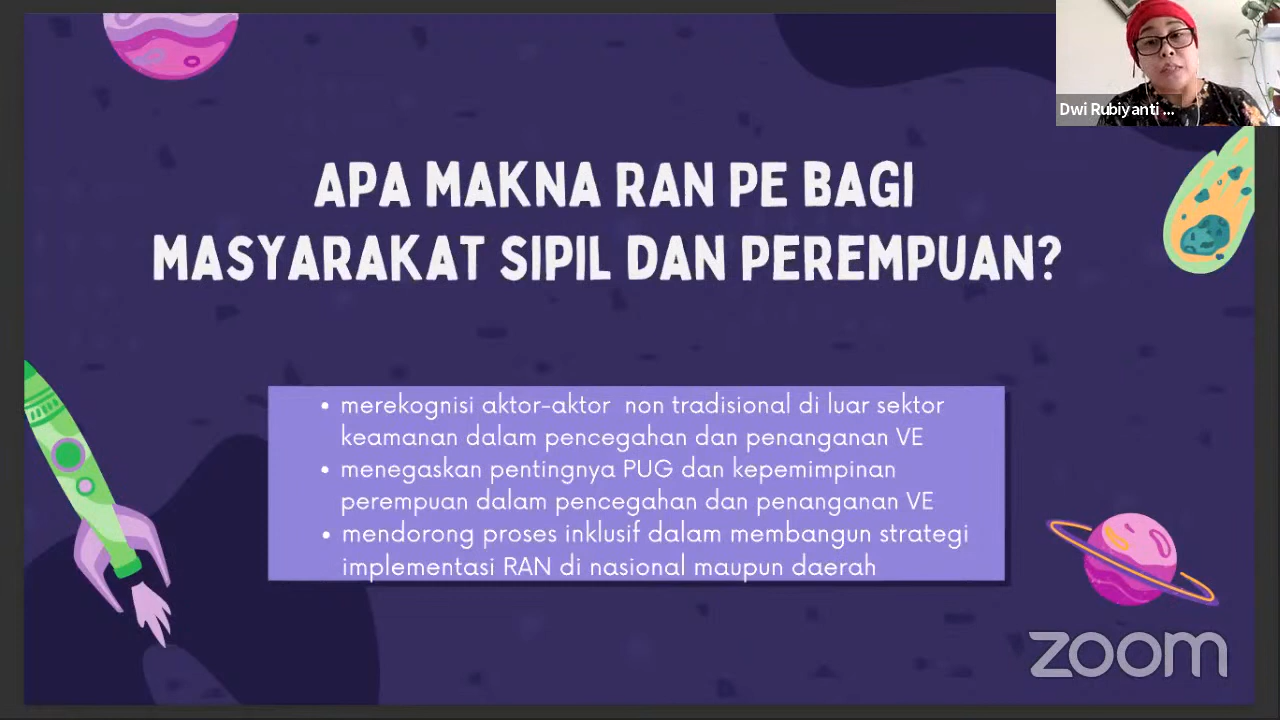 Dwi Rubiyanti ...
APA MAKNA RAN PE BAGI
MASYARAKAT SIPIL DAN PEREMPUAN?
• merekognisi aktor-aktor non tradisional di luar sektor
keamanan dalam pencegahan dan penanganan VE
• menegaskan pentingnya PUG dan kepemimpinan
perempuan dalam pencegahan dan penanganan VE
• mendorong proses inklusif dalam membangun strategi
implementasi RAN di nasional maupun daerah
zoom